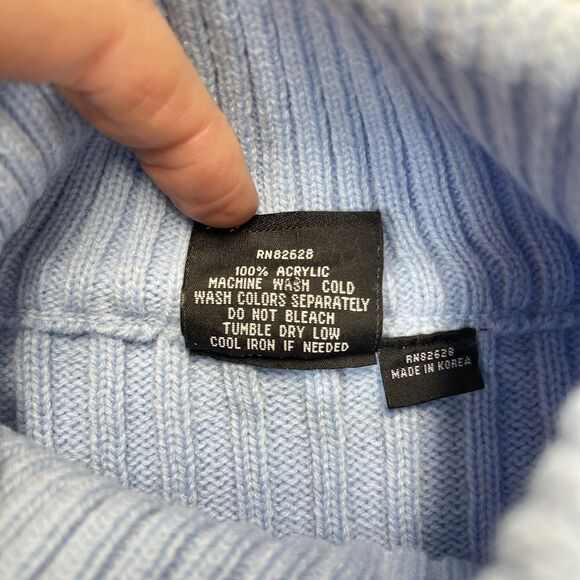 RN82628
100% ACRYLIC
MACHINE WASH COLD
WASH COLORS SEPARATELY
DO NOT BLEACH
TUMBLE DRY LOW
COOL IRON IF NEEDED
RN82628
MADE IN KOREA